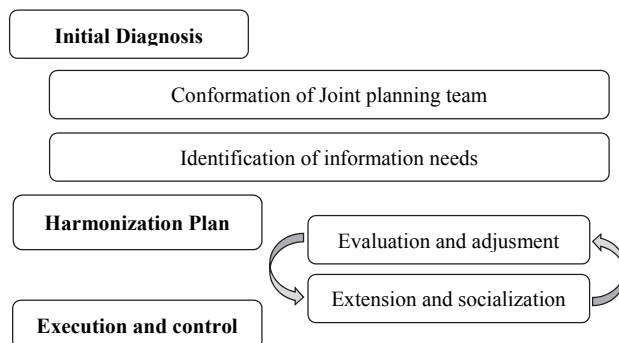 Initial Diagnosis
Conformation of Joint planning team
Identification of information needs
Harmonization Plan
Evaluation and adjusment
Extension and socialization
Execution and control